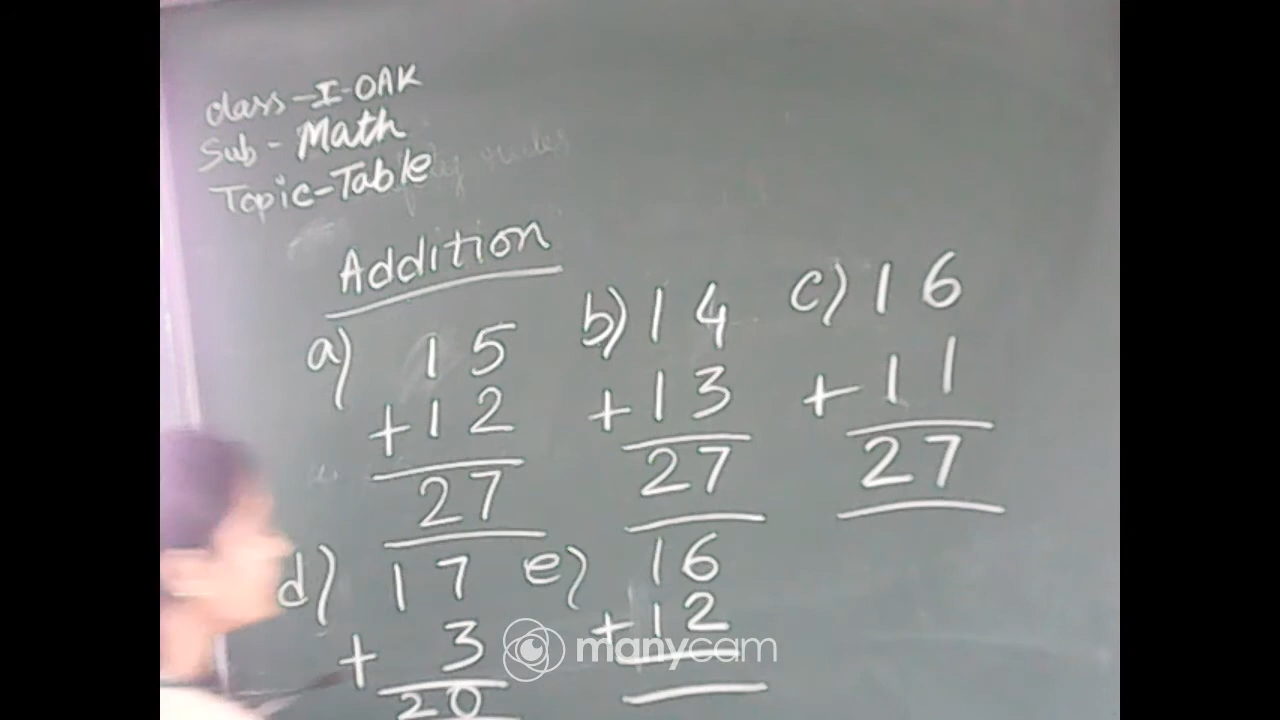 class-I-OAK
Sub- Math
Topic-Table
Addition
a) 15 b) 14 c) 16
+12 +13 +11
27 27 27
d) 17 e) 16
+ 3 +12
20
manycam